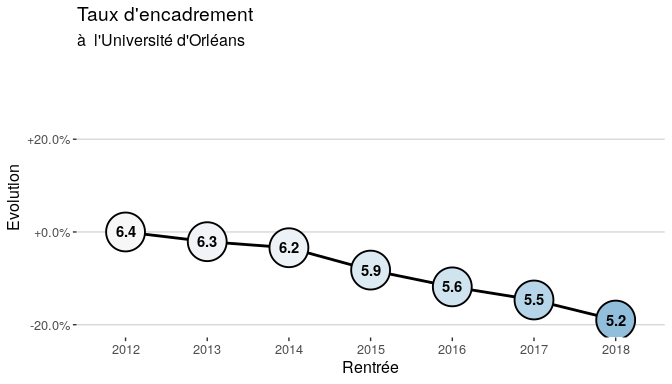 Taux d'encadrement
à  l'Université d'Orléans
Evolution
+20.0%
+0.0%
-20.0%
6.4
6.3
6.2
5.9
5.6
5.5
5.2
2012 2013 2014 2015 2016 2017 2018
Rentrée